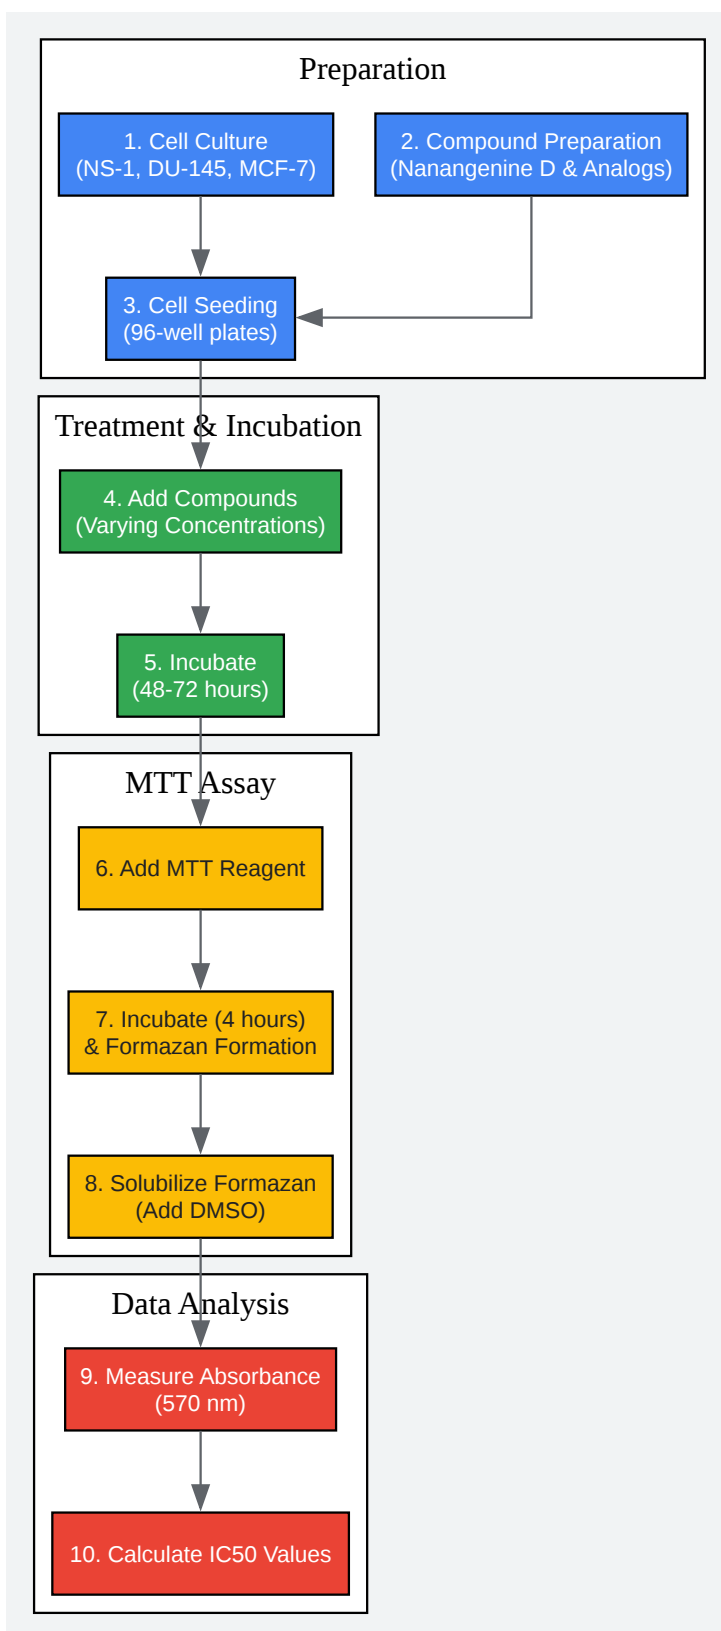 Preparation
1. Cell Culture
(NS-1, DU-145, MCF-7)
2. Compound Preparation
(Nanangenine D & Analogs)
3. Cell Seeding
(96-well plates)
Treatment & Incubation
4. Add Compounds
(Varying Concentrations)
5. Incubate
(48-72 hours)
MTT Assay
6. Add MTT Reagent
7. Incubate (4 hours)
& Formazan Formation
8. Solubilize Formazan
(Add DMSO)
Data Analysis
9. Measure Absorbance
(570 nm)
10. Calculate IC50 Values